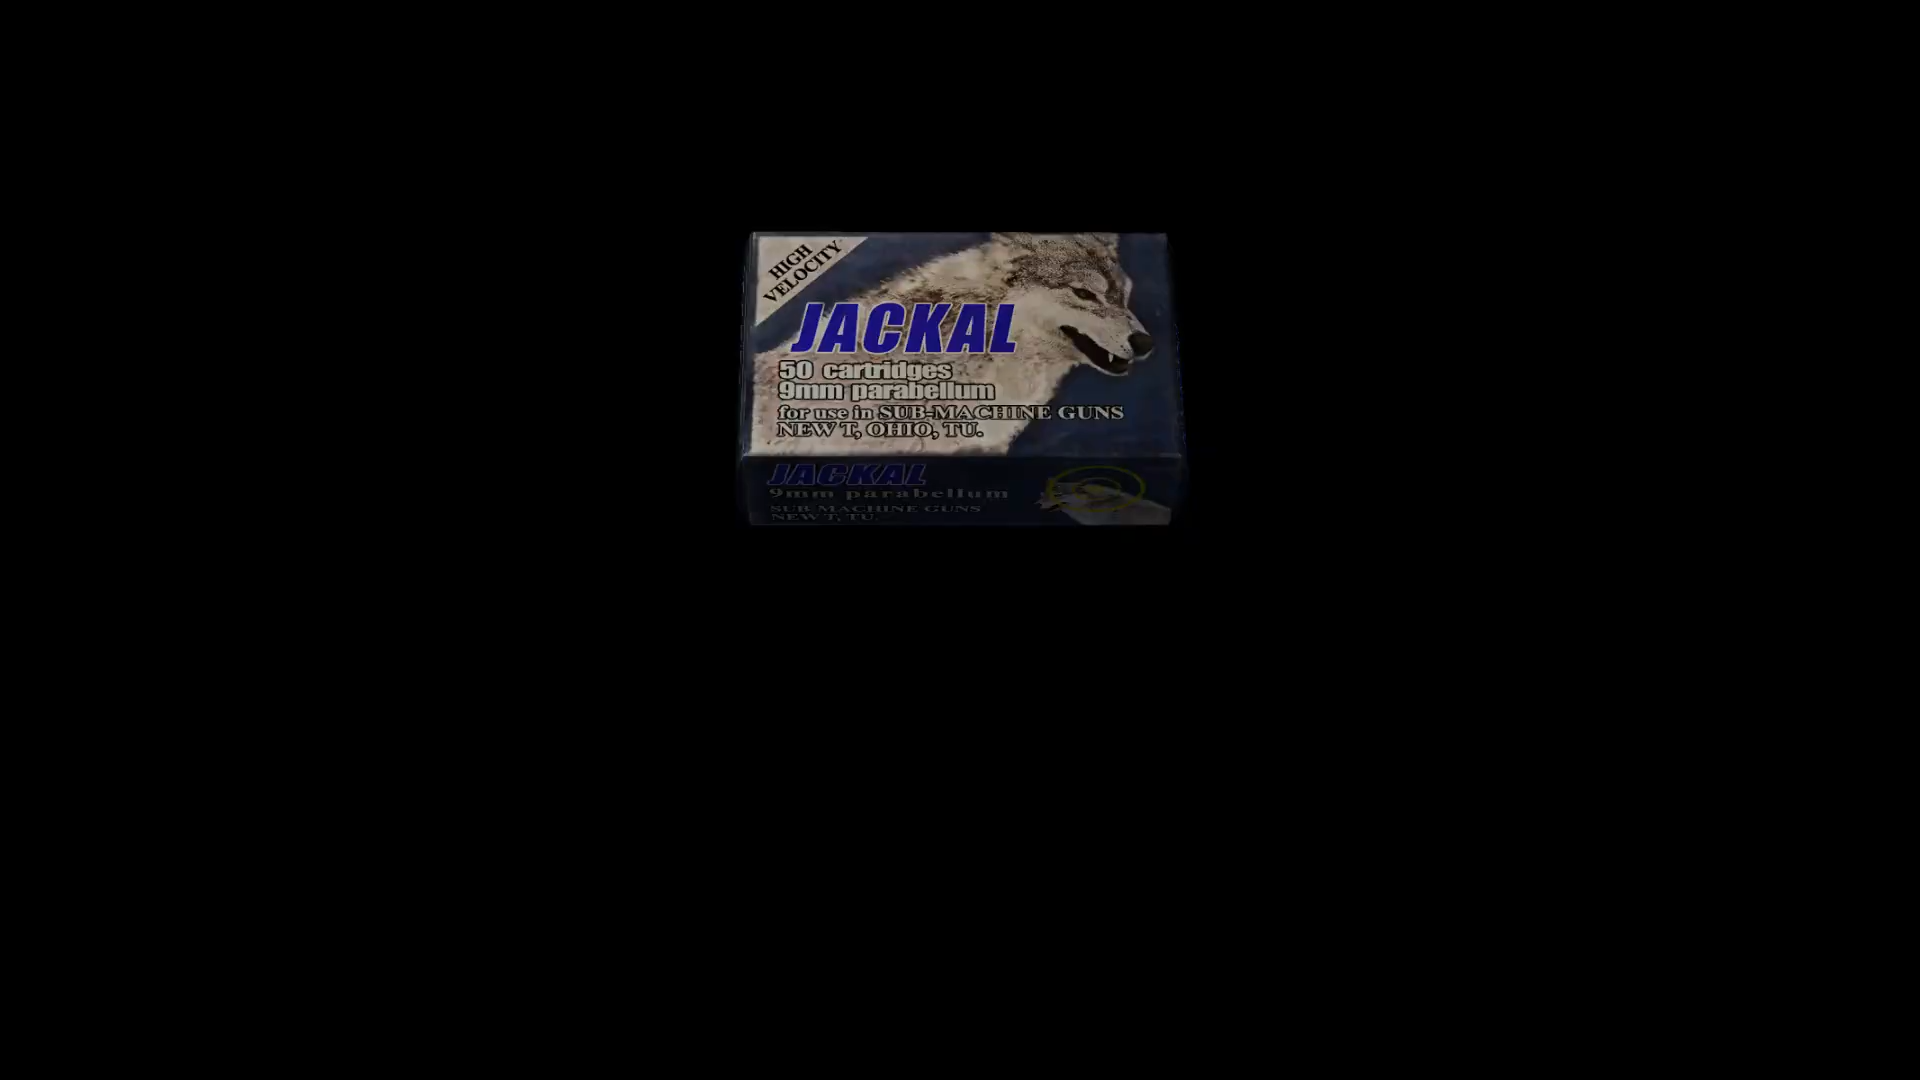 HIGH
VELOCITY
JACKAL
50 cartridges
9mm parabellum
for use in SUB-MACHINE GUNS
NEW T, OHIO, TU.
JACKAL
9mm parabellum
SUB-MACHINE GUNS
NEW T, TU.